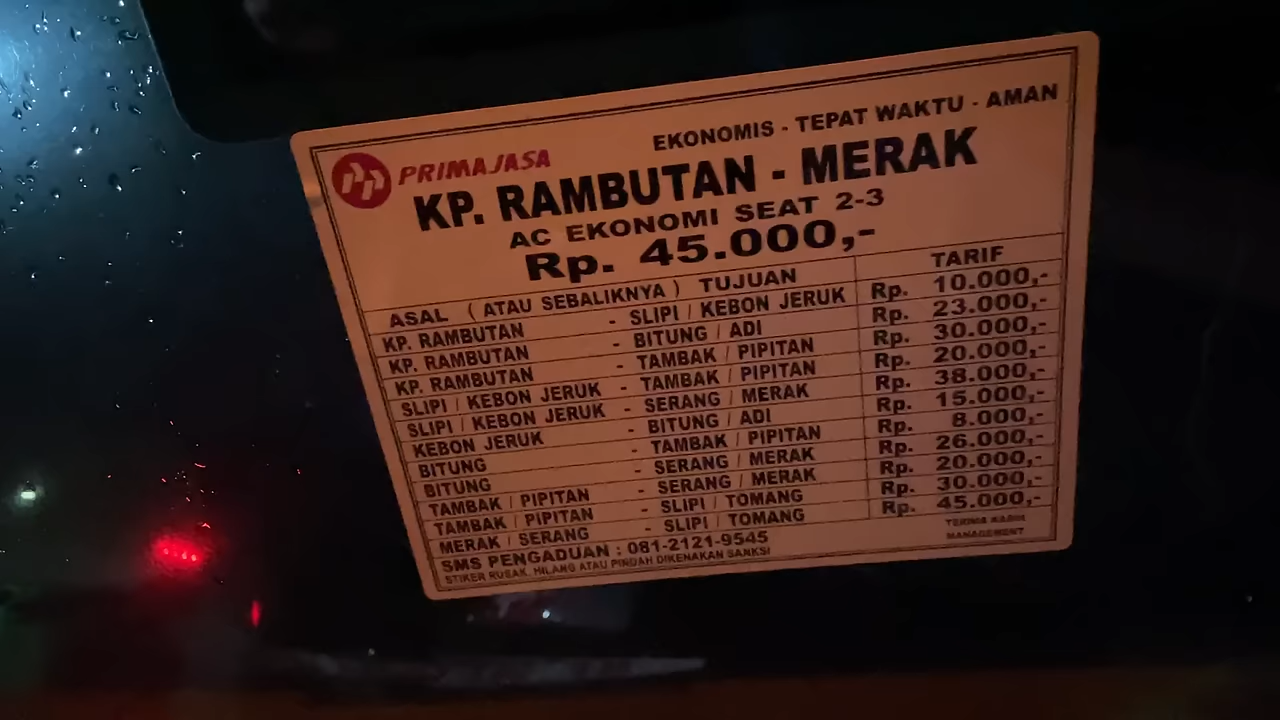 EKONOMIS - TEPAT WAKTU - AMAN
PRIMAJASA
KP. RAMBUTAN - MERAK
AC EKONOMI SEAT 2-3
Rp. 45.000,-
ASAL ( ATAU SEBALIKNYA ) TUJUAN TARIF
KP. RAMBUTAN - SLIPI / KEBON JERUK Rp. 10.000,-
KP. RAMBUTAN - BITUNG / ADI Rp. 23.000,-
KP. RAMBUTAN - TAMBAK / PIPITAN Rp. 30.000,-
SLIPI / KEBON JERUK - TAMBAK / PIPITAN Rp. 20.000,-
SLIPI / KEBON JERUK - SERANG / MERAK Rp. 38.000,-
KEBON JERUK - BITUNG / ADI Rp. 15.000,-
BITUNG - TAMBAK / PIPITAN Rp. 8.000,-
BITUNG - SERANG / MERAK Rp. 26.000,-
TAMBAK / PIPITAN - SERANG / MERAK Rp. 20.000,-
TAMBAK / PIPITAN - SLIPI / TOMANG Rp. 30.000,-
MERAK / SERANG - SLIPI / TOMANG Rp. 45.000,-
SMS PENGADUAN : 081-2121-9545
STIKER RUSAK, HILANG ATAU PINDAH DIKENAKAN SANKSI
TERIMA KASIH
MANAGEMENT